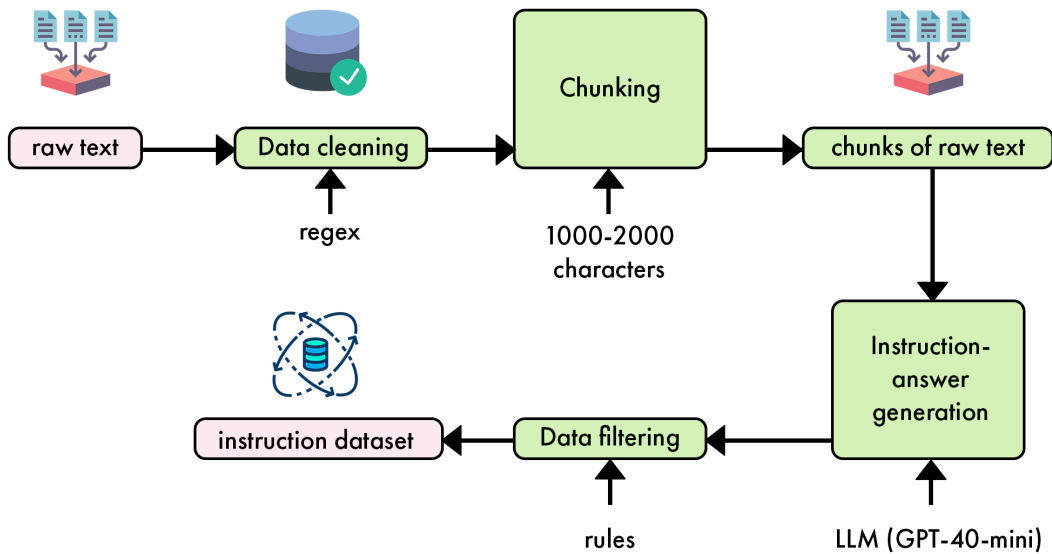 Chunking
raw text
Data cleaning
chunks of raw text
regex
1000-2000
characters
Instruction-
answer
generation
instruction dataset
Data filtering
rules
LLM (GPT-40-mini)